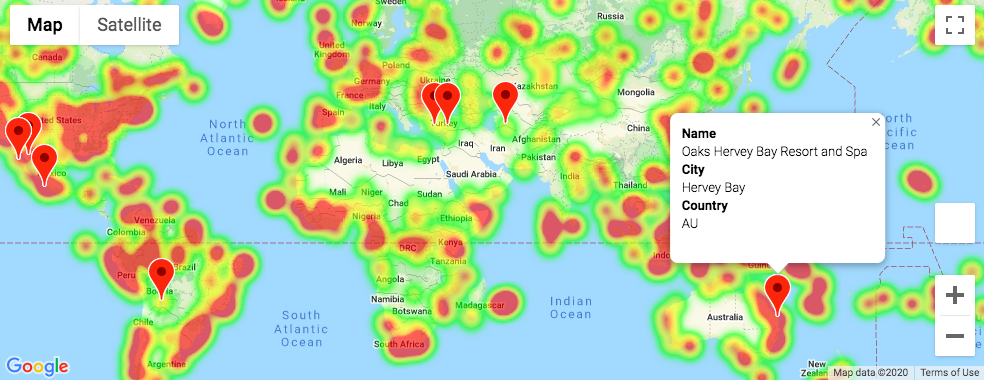 Map
Satellite
Norway
Sweden
Russia
Canada
United
Kingdom
Poland
Germany
Ukraine
France
Kazakhstan
Mongolia
Italy
Spain
Turkey
United States
North
Atlantic
Ocean
China
Afghanistan
Iraq
Iran
Pakistan
Algeria
Libya
Egypt
Saudi Arabia
India
Thailand
Mexico
Mali
Niger
Sudan
Chad
Nigeria
Ethiopia
Venezuela
Colombia
DRC
Kenya
Tanzania
Peru
Brazil
Bolivia
Angola
Namibia
Botswana
Madagascar
Indian
Ocean
South
Atlantic
Ocean
Chile
Argentina
South Africa
Australia
New
Zealand
Name
Oaks Hervey Bay Resort and Spa
City
Hervey Bay
Country
AU
Google
Map data ©2020
Terms of Use